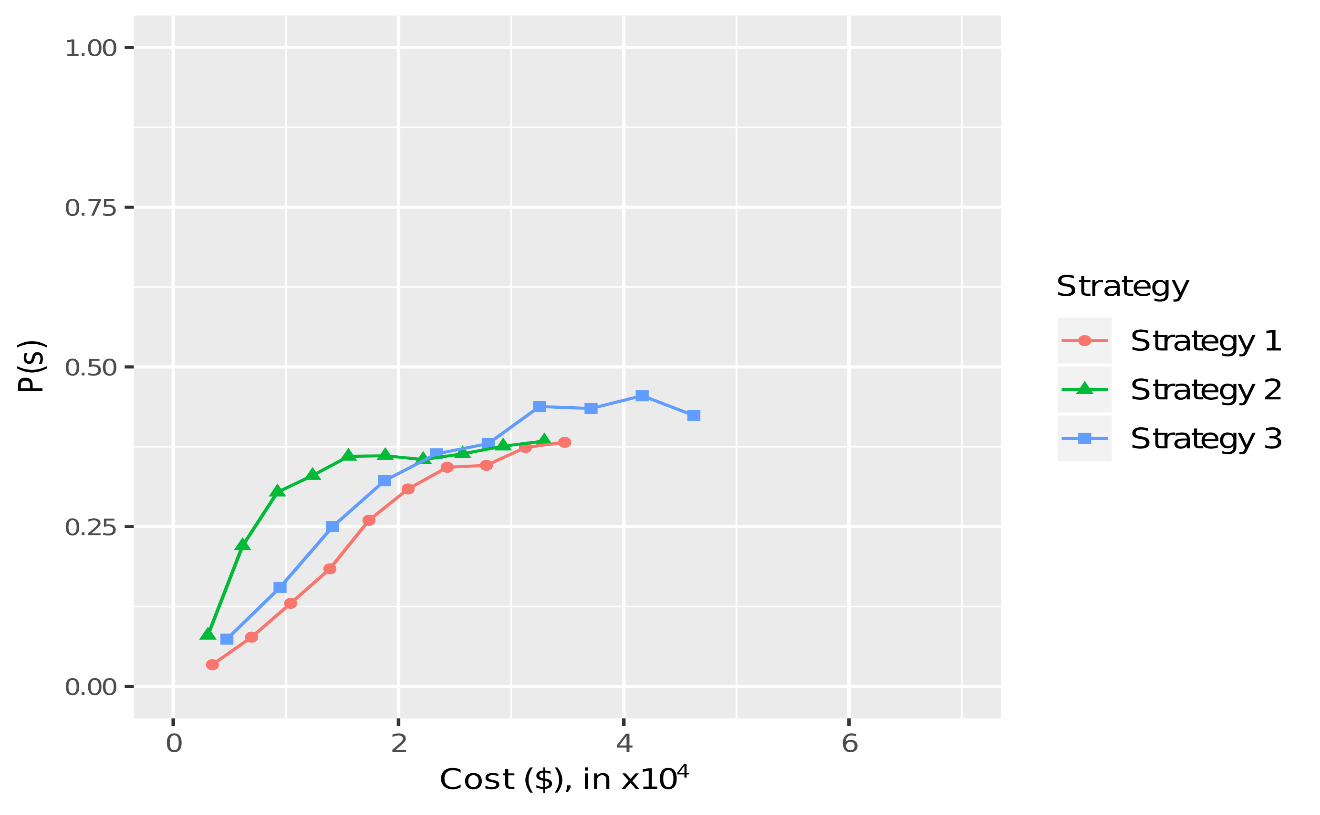 1.00
0.75
0.50
0.25
0.00
P(s)
0 2 4 6
Cost ($), in x10⁴
Strategy
Strategy 1
Strategy 2
Strategy 3